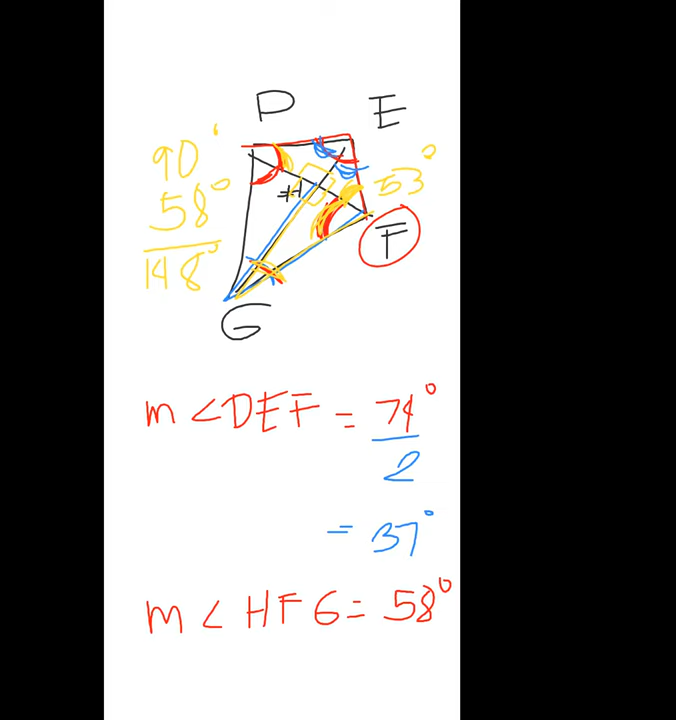 D E
90°
58° 53°
H
F
148°
G
m<DEF = 74°
2
= 37°
m< HFG = 58°